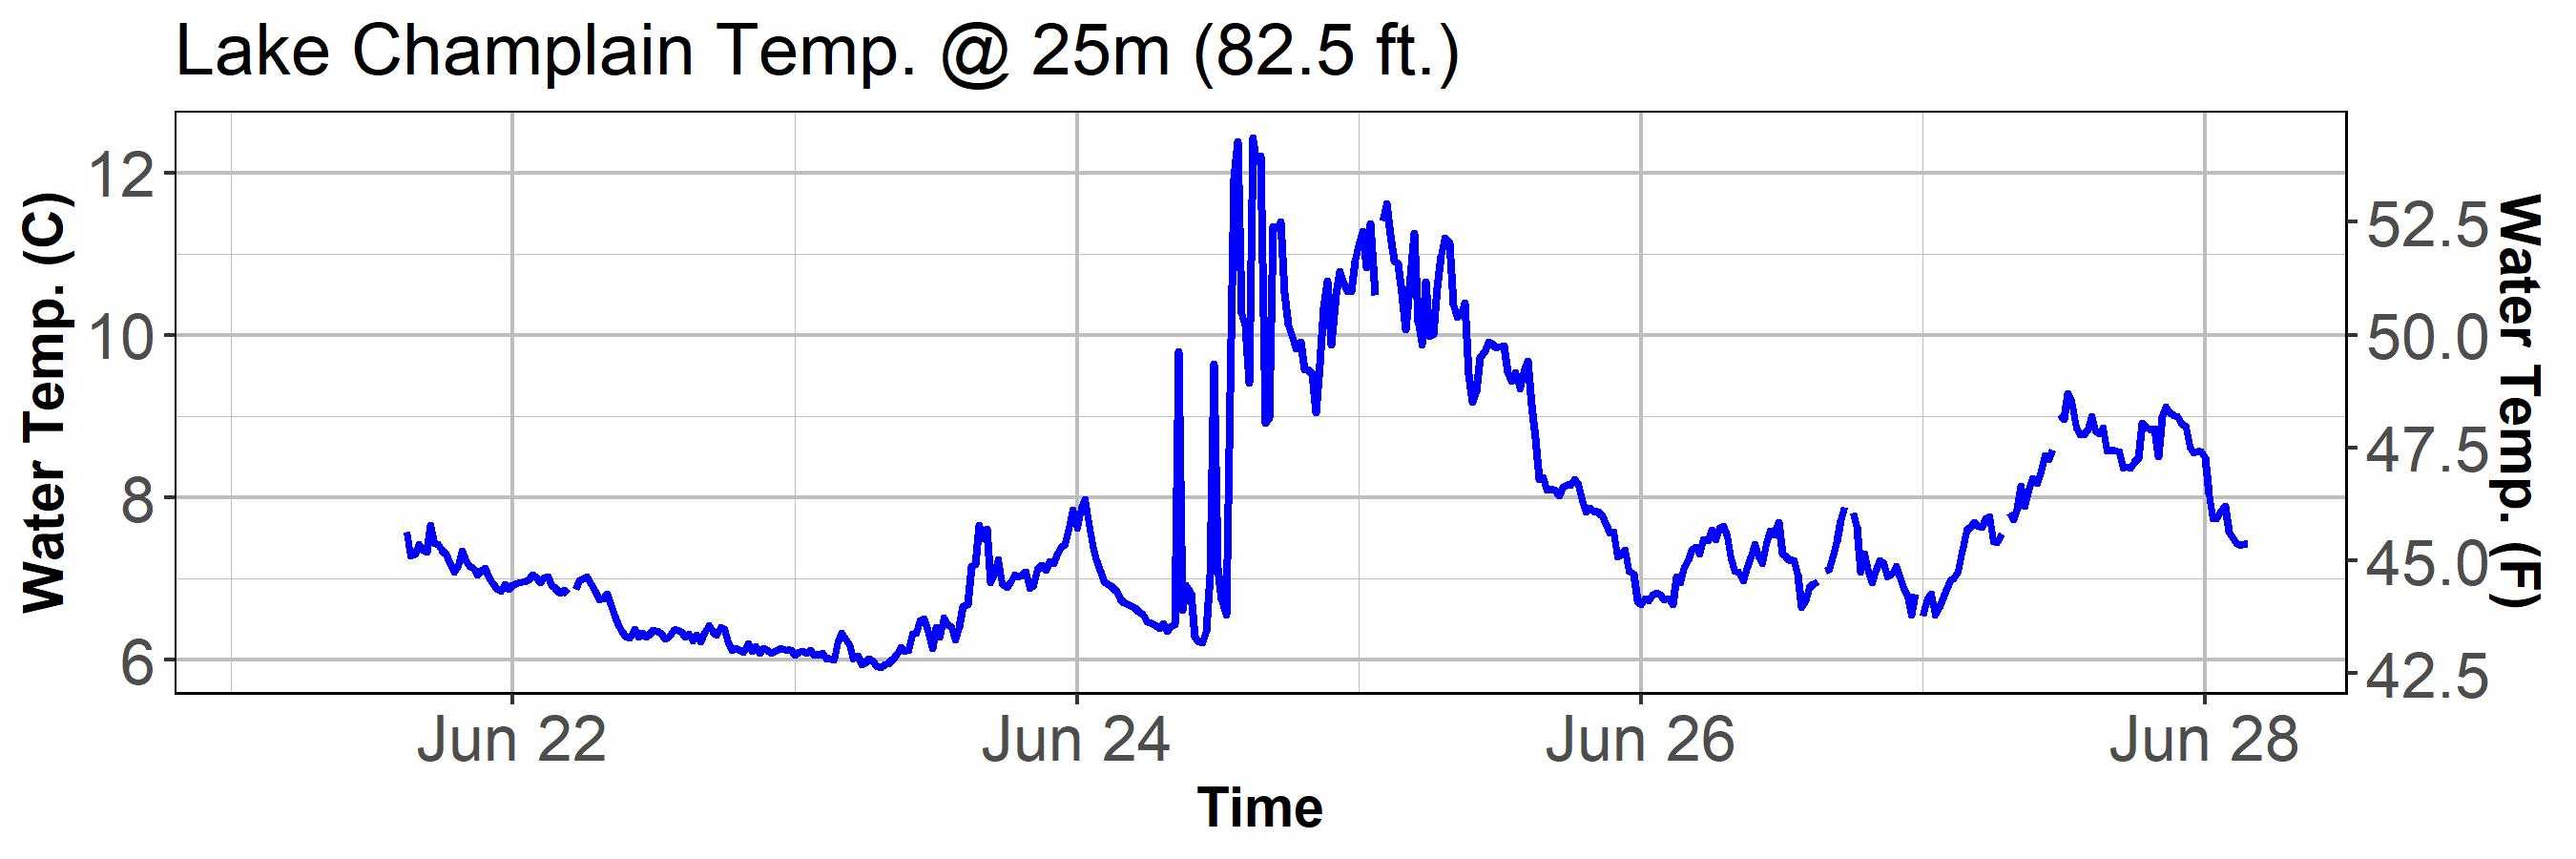 Lake Champlain Temp. @ 25m (82.5 ft.)
Water Temp. (C)
12
10
8
6
52.5
50.0
47.5
45.0
42.5
Water Temp. (F)
Jun 22 Jun 24 Jun 26 Jun 28
Time